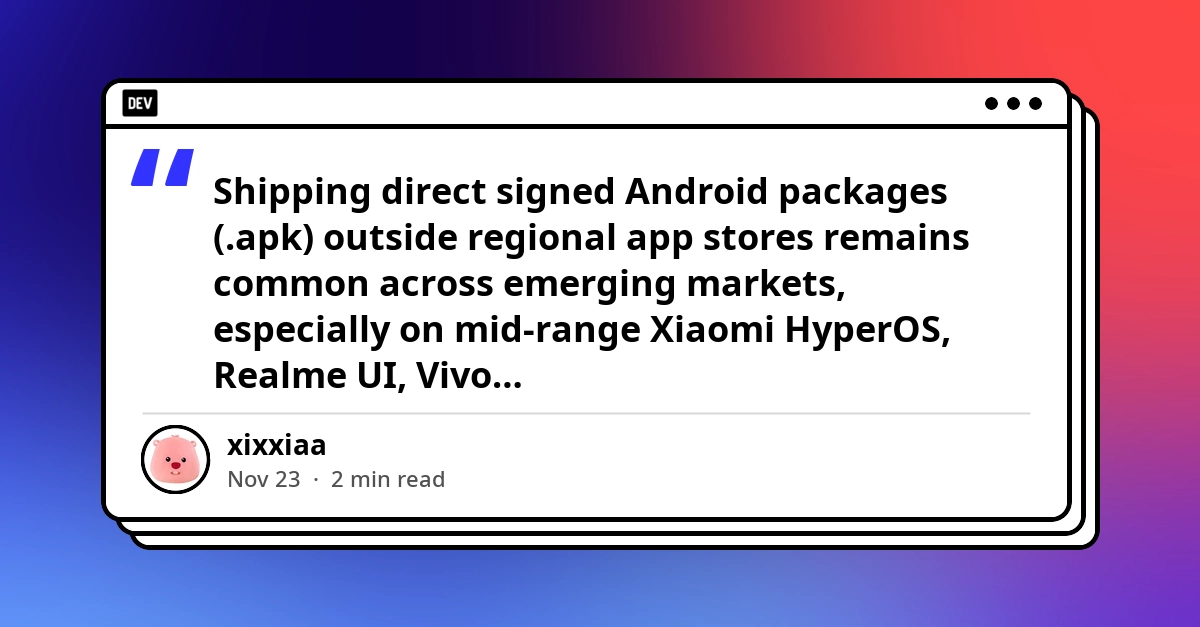 DEV
Shipping direct signed Android packages
(.apk) outside regional app stores remains
common across emerging markets,
especially on mid-range Xiaomi HyperOS,
Realme UI, Vivo...
xixxiaa
Nov 23 · 2 min read